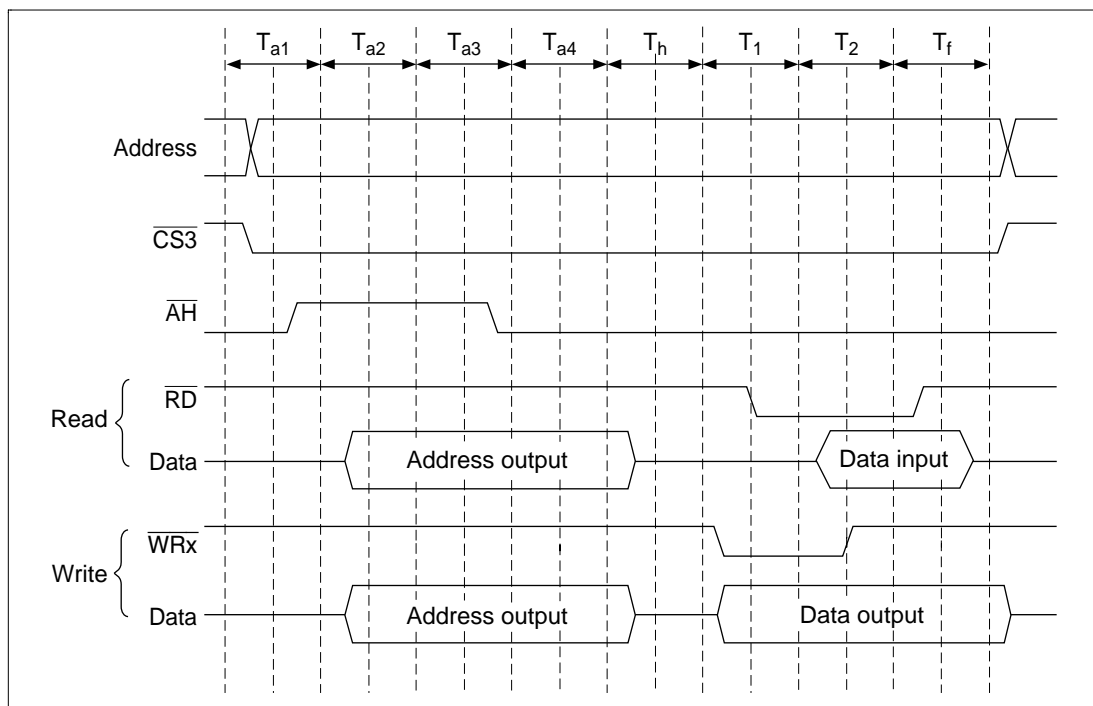 Ta1 Ta2 Ta3 Ta4 Th T1 T2 Tf
Address
CS3
AH
RD
Read
Data Address output Data input
WRx
Write
Data Address output Data output